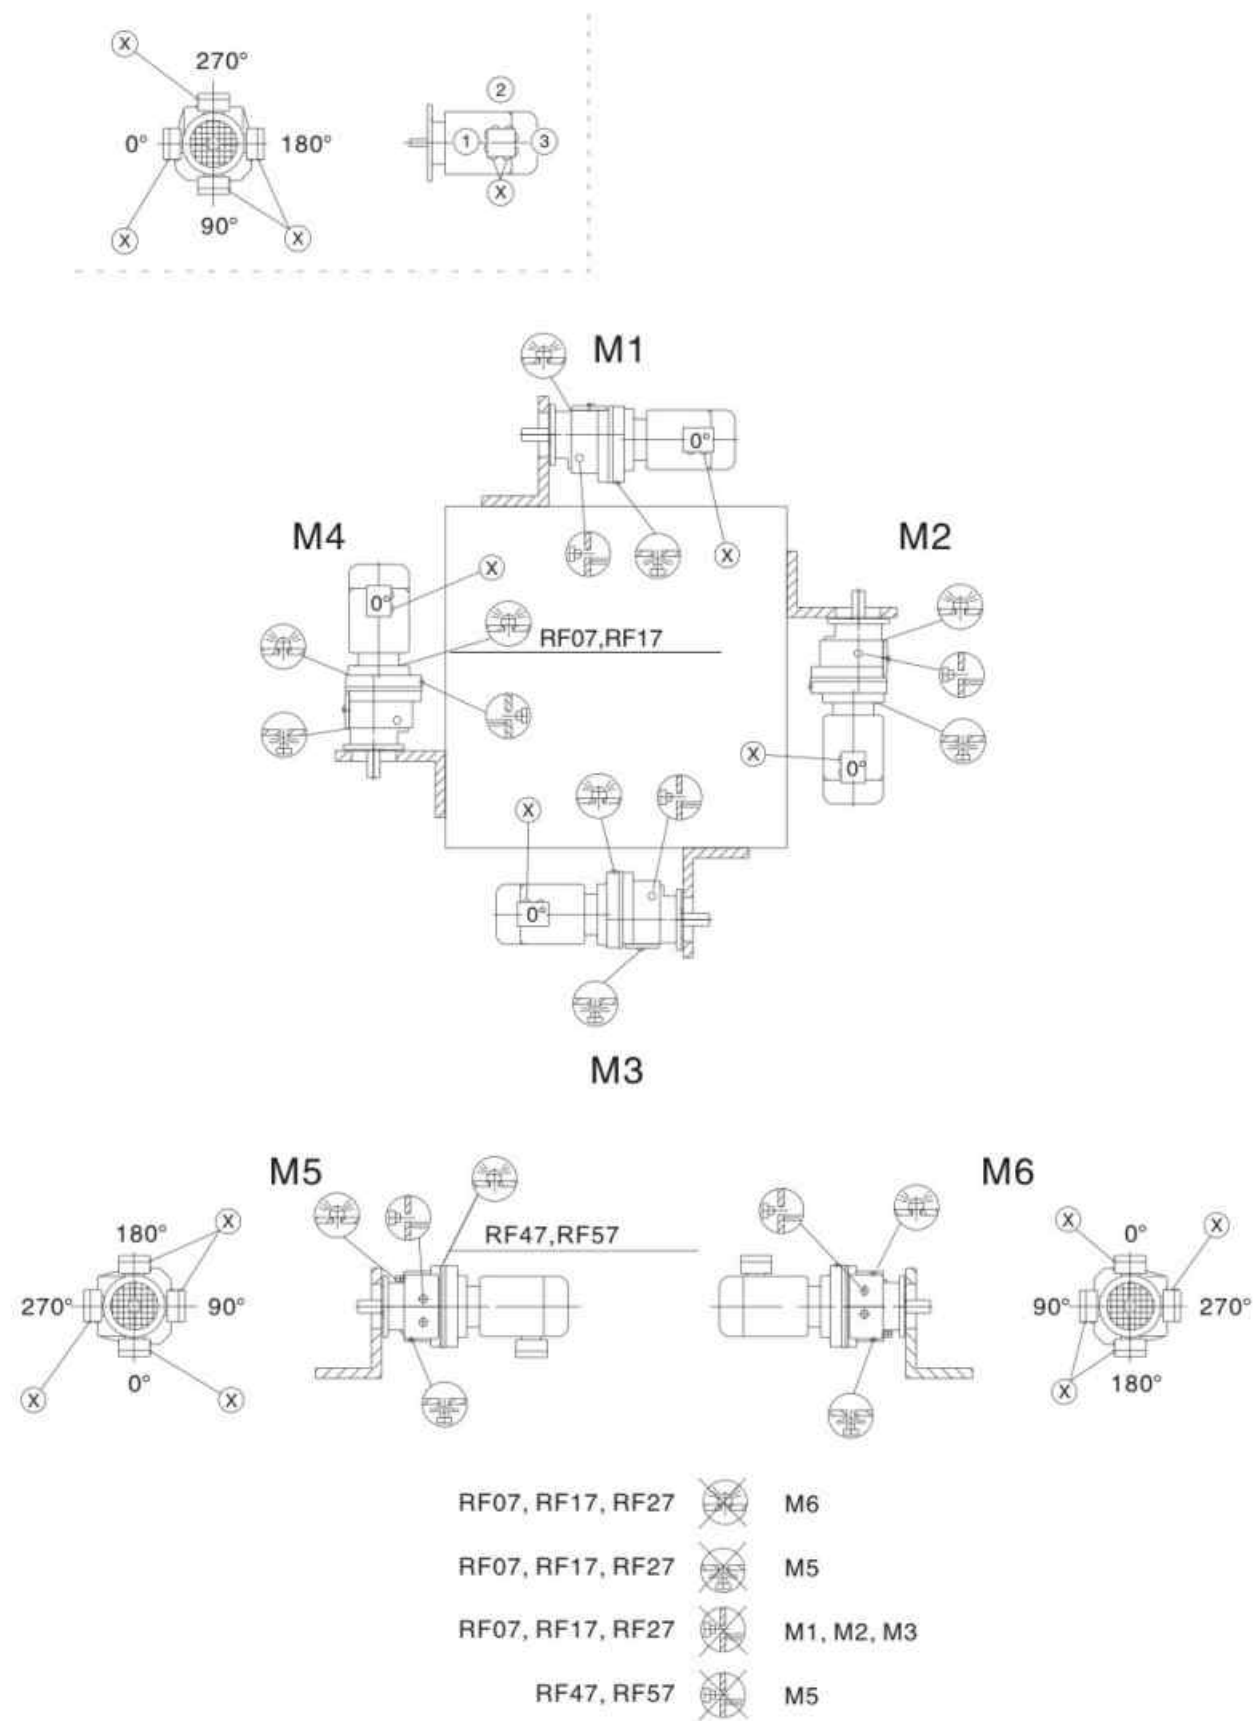 X
270°
2
0°
180°
1
3
X
90°
X
X
M1
0°
M4
M2
X
X
0°
RF07,RF17
X
0°
X
0°
M3
M5
M6
X
X
X
180°
RF47,RF57
0°
270°
90°
90°
270°
0°
180°
X
X
X
RF07, RF17, RF27 M6
RF07, RF17, RF27 M5
RF07, RF17, RF27 M1, M2, M3
RF47, RF57 M5